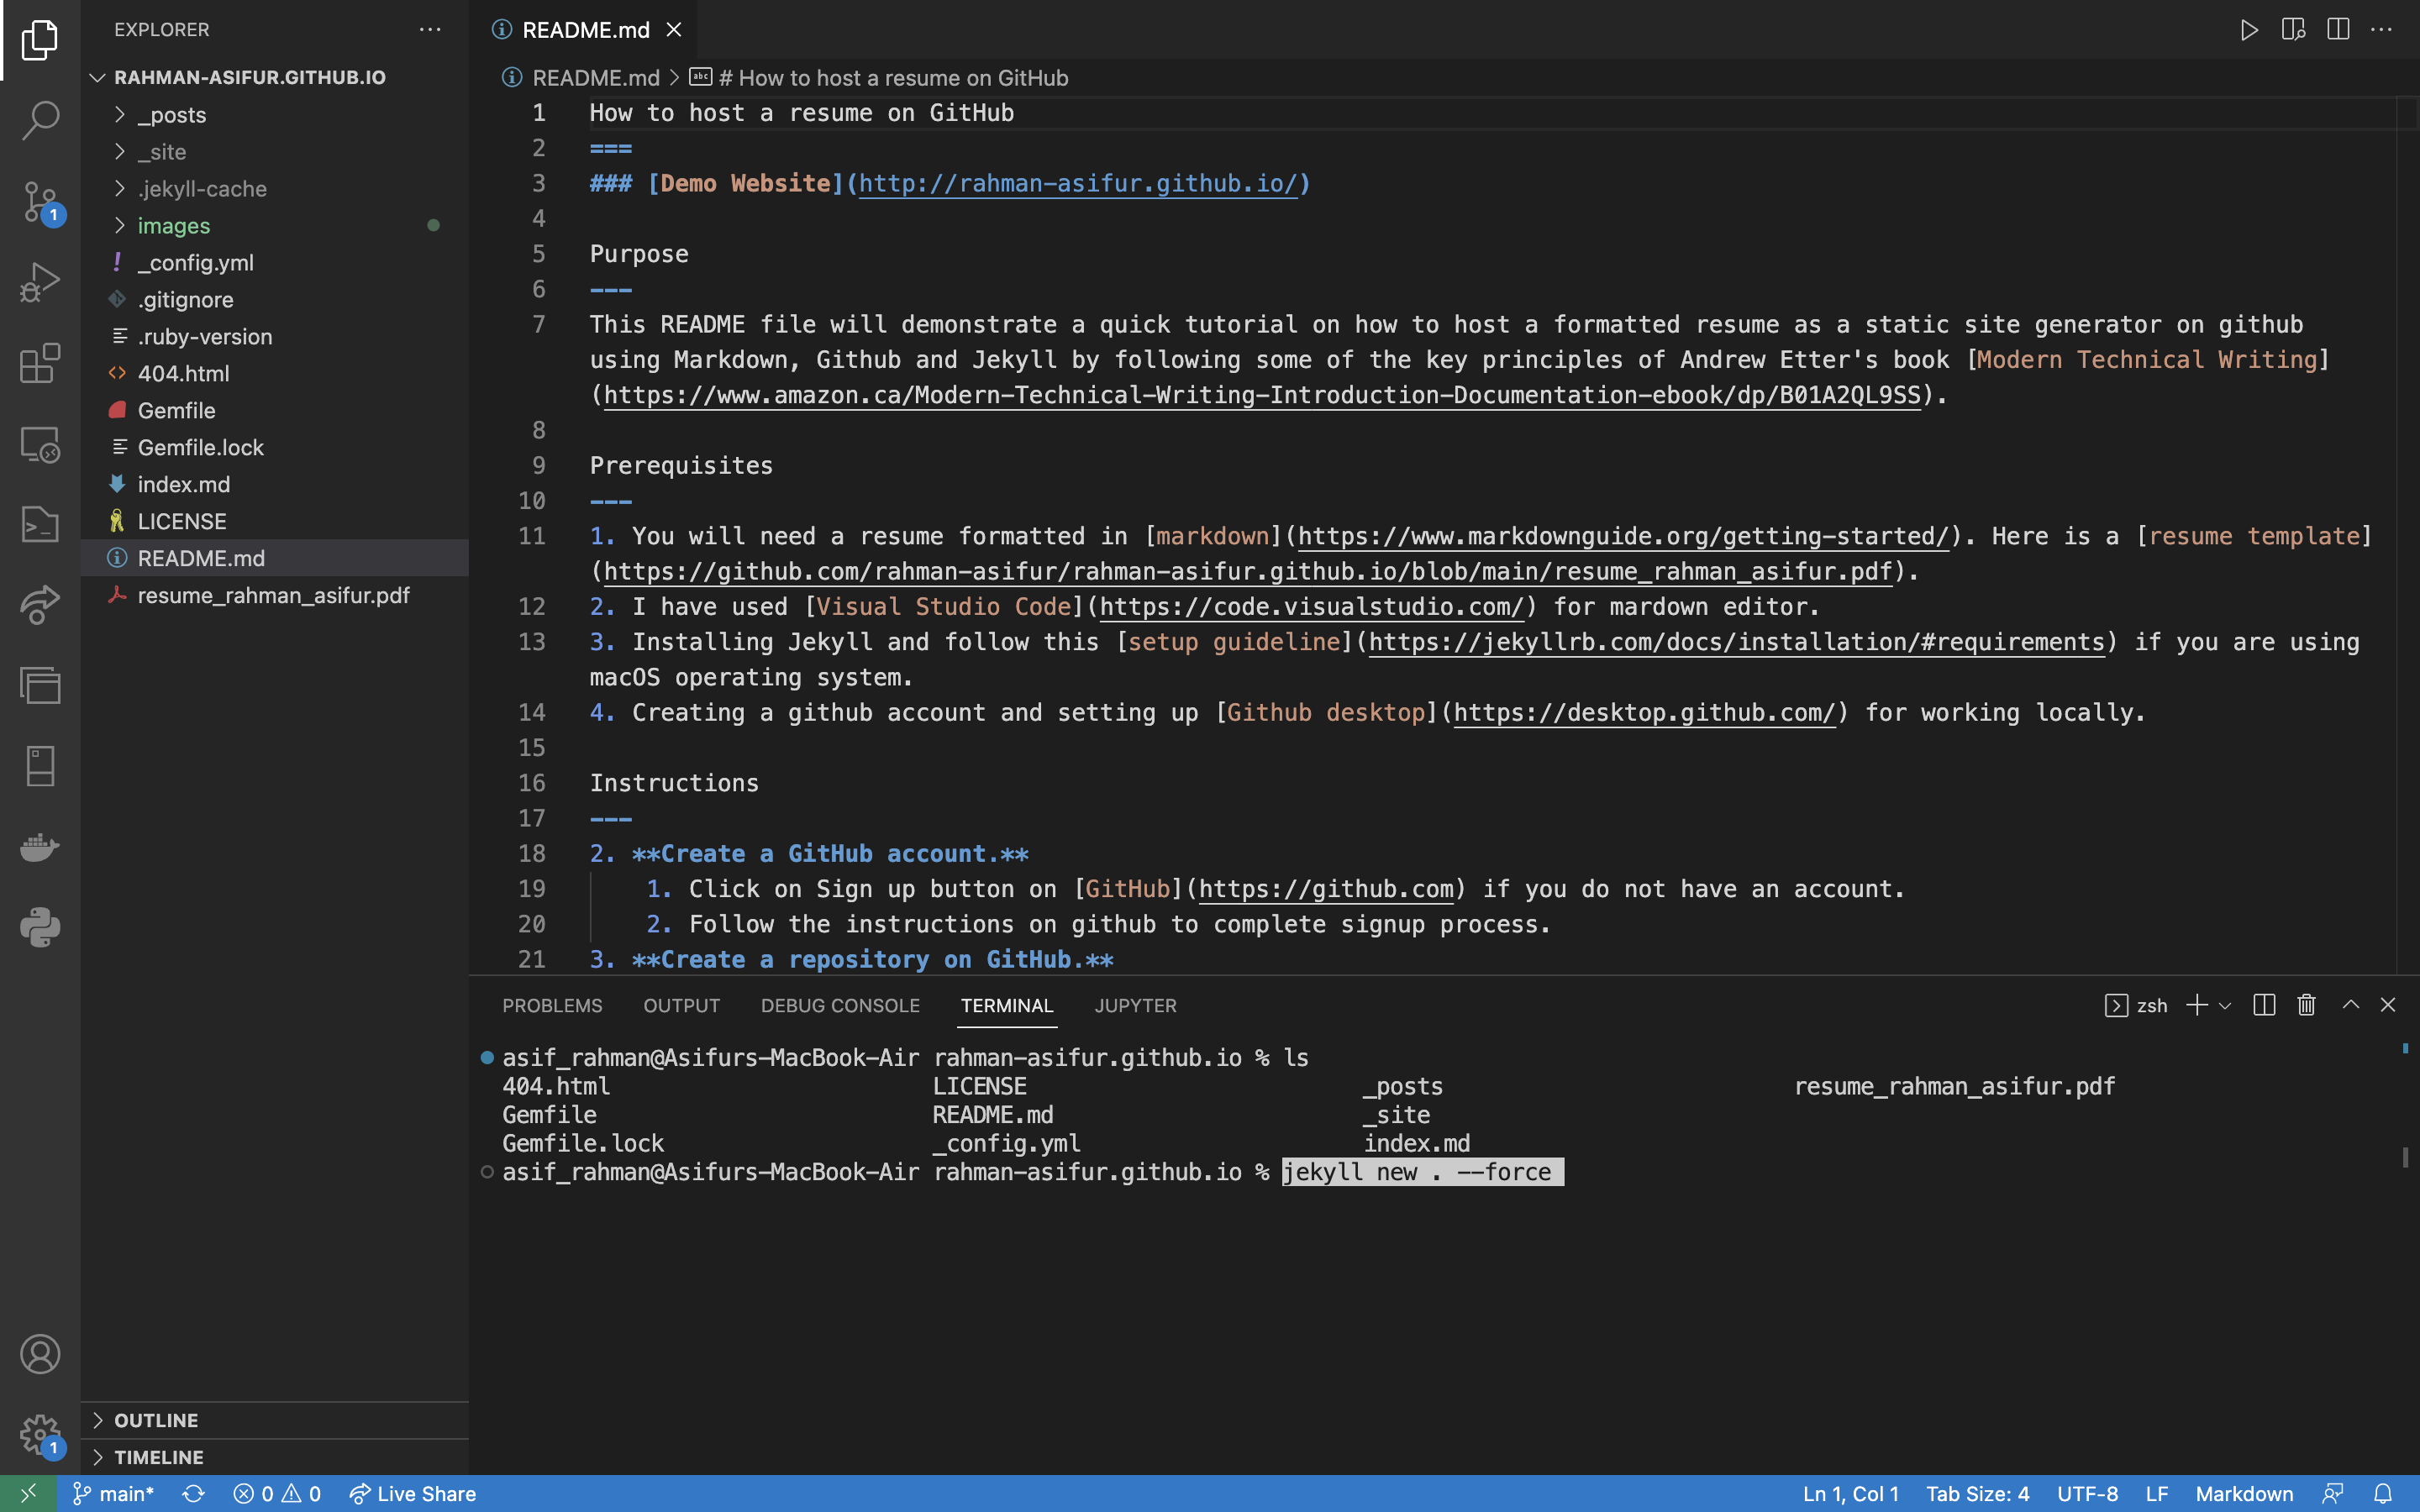 EXPLORER
RAHMAN-ASIFUR.GITHUB.IO
_posts
_site
.jekyll-cache
images
_config.yml
.gitignore
.ruby-version
404.html
Gemfile
Gemfile.lock
index.md
LICENSE
README.md
resume_rahman_asifur.pdf
OUTLINE
TIMELINE
1
1
README.md
README.md > # How to host a resume on GitHub
1 How to host a resume on GitHub
2 ===
3 ### [Demo Website](http://rahman-asifur.github.io/)
4
5 Purpose
6 ---
7 This README file will demonstrate a quick tutorial on how to host a formatted resume as a static site generator on github
using Markdown, Github and Jekyll by following some of the key principles of Andrew Etter's book [Modern Technical Writing]
(https://www.amazon.ca/Modern-Technical-Writing-Introduction-Documentation-ebook/dp/B01A2QL9SS).
8
9 Prerequisites
10 ---
11 1. You will need a resume formatted in [markdown](https://www.markdownguide.org/getting-started/). Here is a [resume template]
(https://github.com/rahman-asifur/rahman-asifur.github.io/blob/main/resume_rahman_asifur.pdf).
12 2. I have used [Visual Studio Code](https://code.visualstudio.com/) for mardown editor.
13 3. Installing Jekyll and follow this [setup guideline](https://jekyllrb.com/docs/installation/#requirements) if you are using
macOS operating system.
14 4. Creating a github account and setting up [Github desktop](https://desktop.github.com/) for working locally.
15
16 Instructions
17 ---
18 2. **Create a GitHub account.**
19 1. Click on Sign up button on [GitHub](https://github.com) if you do not have an account.
20 2. Follow the instructions on github to complete signup process.
21 3. **Create a repository on GitHub.**
PROBLEMS OUTPUT DEBUG CONSOLE TERMINAL JUPYTER zsh
asif_rahman@Asifurs-MacBook-Air rahman-asifur.github.io % ls
404.html LICENSE _posts resume_rahman_asifur.pdf
Gemfile README.md _site
Gemfile.lock _config.yml index.md
asif_rahman@Asifurs-MacBook-Air rahman-asifur.github.io % jekyll new . --force
main* 0 0 Live Share Ln 1, Col 1 Tab Size: 4 UTF-8 LF Markdown